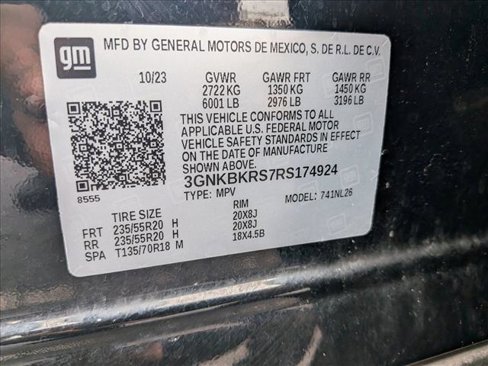 gm
MFD BY GENERAL MOTORS DE MEXICO, S. DE R.L. DE C.V.
10/23 GVWR GAWR FRT GAWR RR
2722 KG 1350 KG 1450 KG
6001 LB 2976 LB 3196 LB
THIS VEHICLE CONFORMS TO ALL
APPLICABLE U.S. FEDERAL MOTOR
VEHICLE SAFETY STANDARDS IN EFFECT
ON THE DATE OF MANUFACTURE
SHOWN ABOVE.
3GNKBKRS7RS174924
8555 TYPE: MPV MODEL: 741NL26
TIRE SIZE RIM
FRT 235/55R20 H 20X8J
RR 235/55R20 H 20X8J
SPA T135/70R18 M 18X4.5B